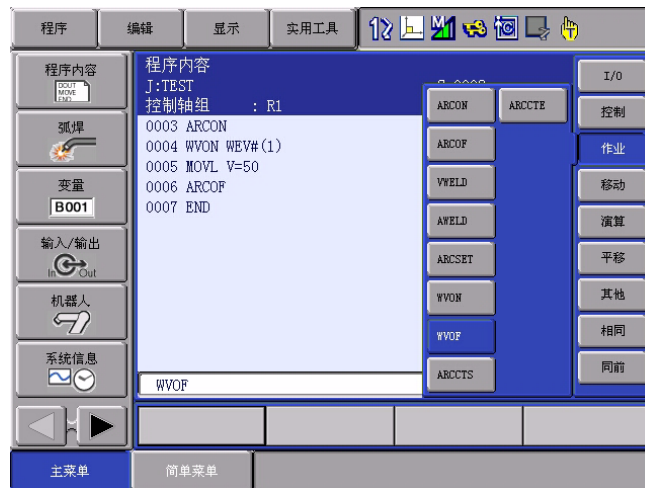 程序 编辑 显示 实用工具
程序内容
弧焊
变量
B001
输入/输出
In Out
机器人
系统信息
程序内容
J:TEST
控制轴组 : R1
0003 ARCON
0004 WVON WEV#(1)
0005 MOVL V=50
0006 ARCOF
0007 END
WVOF
ARCON ARCCTE
ARCOF
VWELD
AWELD
ARCSET
WVON
WVOF
ARCCTS
I/O
控制
作业
移动
演算
平移
其他
相同
同前
主菜单 简单菜单